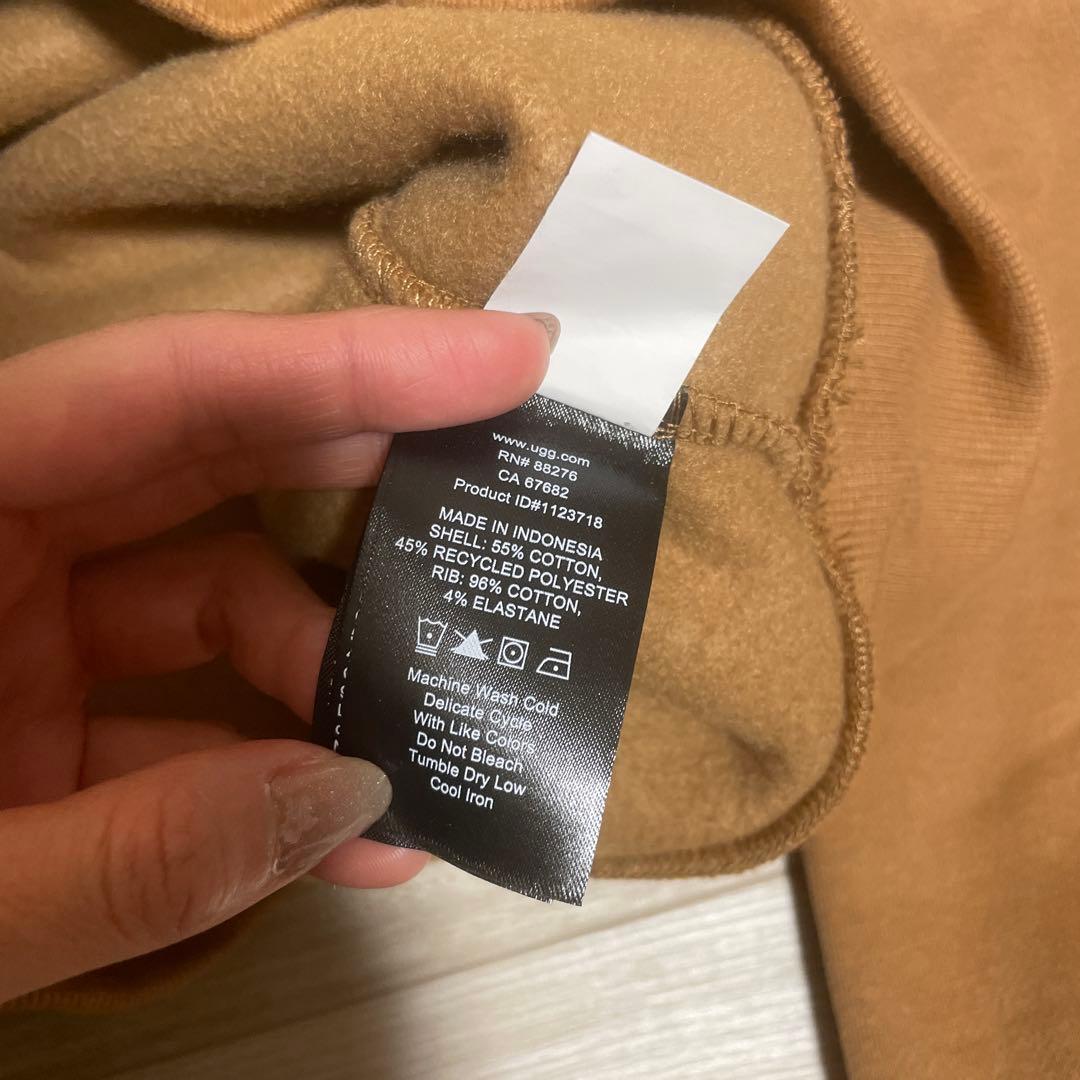 www.ugg.com
RN# 88276
CA 67682
Product ID#1123718
MADE IN INDONESIA
SHELL: 55% COTTON,
45% RECYCLED POLYESTER
RIB: 96% COTTON,
4% ELASTANE
Machine Wash Cold
Delicate Cycle
With Like Colors
Do Not Bleach
Tumble Dry Low
Cool Iron